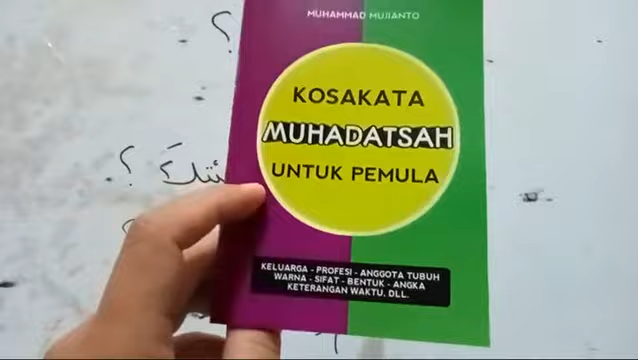 MUHAMMAD MUJIANTO
KOSAKATA
MUHADATSAH
UNTUK PEMULA
KELUARGA - PROFESI - ANGGOTA TUBUH
WARNA - SIFAT - BENTUK - ANGKA
KETERANGAN WAKTU, DLL.
؟
؟